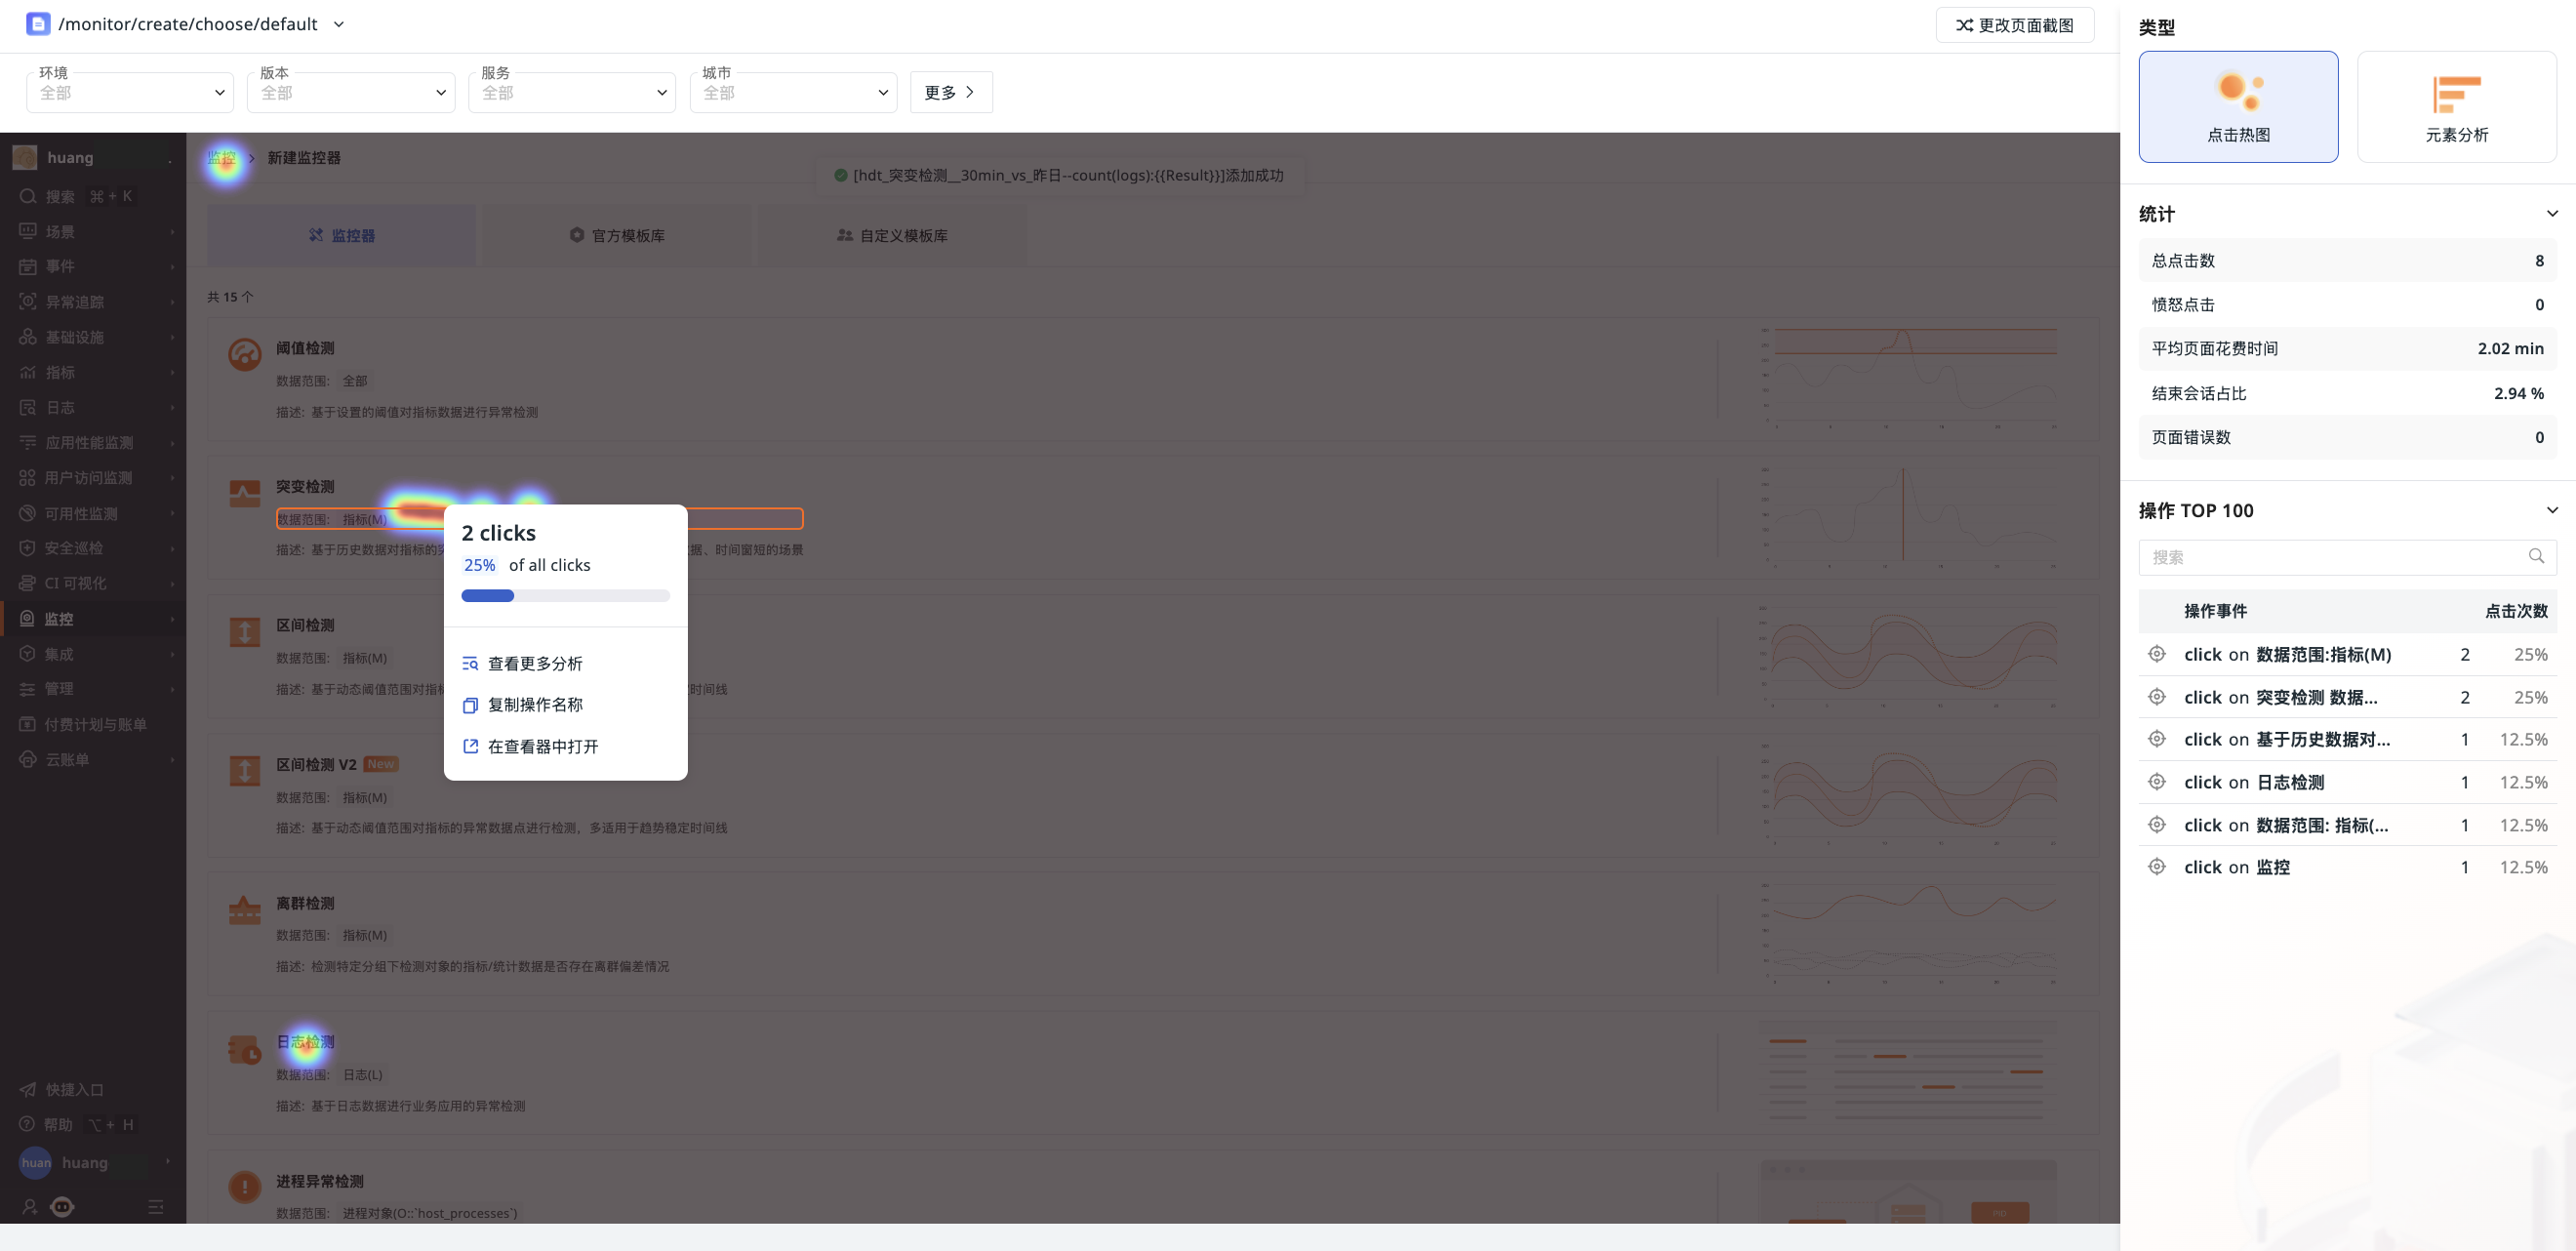 /monitor/create/choose/default
更改页面截图
环境
全部
版本
全部
服务
全部
城市
全部
更多
huang
搜索 ⌘ + K
场景
事件
异常追踪
基础设施
指标
日志
应用性能监测
用户访问监测
可用性监测
安全巡检
CI 可视化
监控
集成
管理
付费计划与账单
云账单
快捷入口
帮助 ⌥ + H
huan huang
监控 > 新建监控器
[hdt_突变检测__30min_vs_昨日--count(logs):{{Result}}]添加成功
监控器
官方模板库
自定义模板库
共 15 个
阈值检测
数据范围: 全部
描述: 基于设置的阈值对指标数据进行异常检测
突变检测
数据范围: 指标(M)
描述: 基于历史数据对指标的
据、时间窗短的场景
2 clicks
25% of all clicks
查看更多分析
复制操作名称
在查看器中打开
区间检测
数据范围: 指标(M)
描述: 基于动态阈值范围对指标
时间线
区间检测 V2 New
数据范围: 指标(M)
描述: 基于动态阈值范围对指标的异常数据点进行检测，多适用于趋势稳定时间线
离群检测
数据范围: 指标(M)
描述: 检测特定分组下检测对象的指标/统计数据是否存在离群偏差情况
日志检测
数据范围: 日志(L)
描述: 基于日志数据进行业务应用的异常检测
进程异常检测
数据范围: 进程对象(O::`host_processes`)
PID
类型
点击热图
元素分析
统计
总点击数 8
愤怒点击 0
平均页面花费时间 2.02 min
结束会话占比 2.94 %
页面错误数 0
操作 TOP 100
搜索
操作事件 点击次数
click on 数据范围:指标(M) 2 25%
click on 突变检测 数据... 2 25%
click on 基于历史数据对... 1 12.5%
click on 日志检测 1 12.5%
click on 数据范围: 指标(... 1 12.5%
click on 监控 1 12.5%